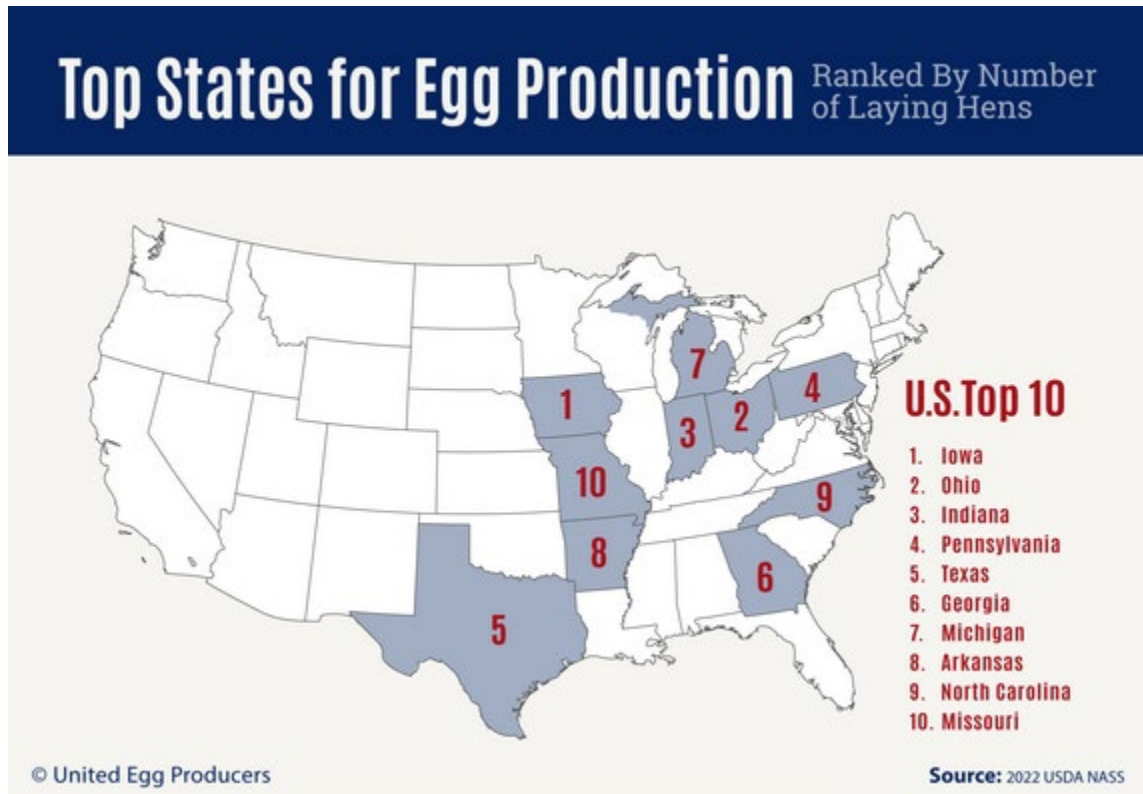 Top States for Egg Production
Ranked By Number
of Laying Hens
1
2
3
4
5
6
7
8
9
10
U.S.Top 10
1. Iowa
2. Ohio
3. Indiana
4. Pennsylvania
5. Texas
6. Georgia
7. Michigan
8. Arkansas
9. North Carolina
10. Missouri
© United Egg Producers
Source: 2022 USDA NASS